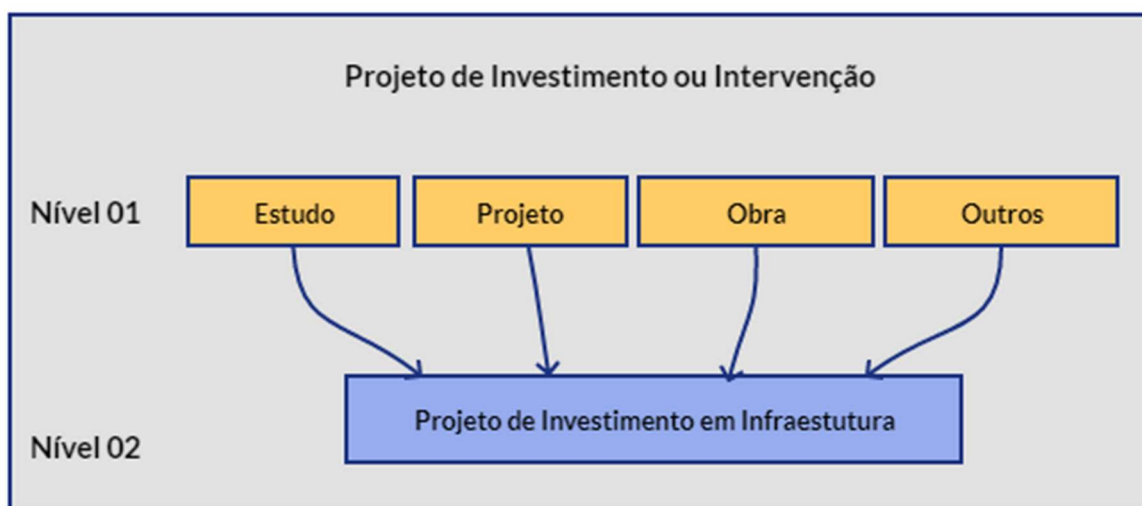 Projeto de Investimento ou Intervenção
Nível 01
Estudo
Projeto
Obra
Outros
Projeto de Investimento em Infraestutura
Nível 02